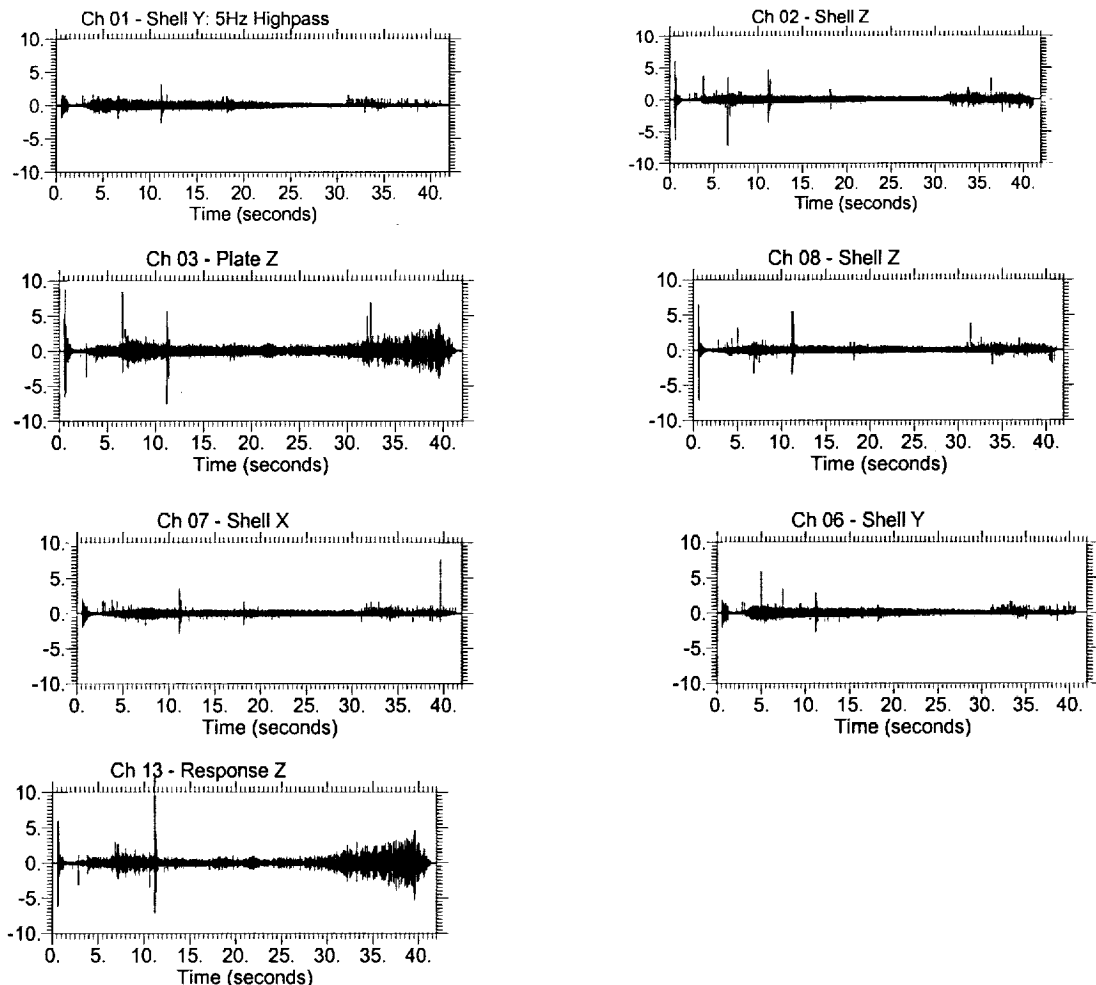 Ch 01 - Shell Y: 5Hz Highpass
10.
5.
0.
-5.
-10.
0. 5. 10. 15. 20. 25. 30. 35. 40.
Time (seconds)
Ch 02 - Shell Z
10.
5.
0.
-5.
-10.
0. 5. 10. 15. 20. 25. 30. 35. 40.
Time (seconds)
Ch 03 - Plate Z
10.
5.
0.
-5.
-10.
0. 5. 10. 15. 20. 25. 30. 35. 40.
Time (seconds)
Ch 08 - Shell Z
10.
5.
0.
-5.
-10.
0. 5. 10. 15. 20. 25. 30. 35. 40.
Time (seconds)
Ch 07 - Shell X
10.
5.
0.
-5.
-10.
0. 5. 10. 15. 20. 25. 30. 35. 40.
Time (seconds)
Ch 06 - Shell Y
10.
5.
0.
-5.
-10.
0. 5. 10. 15. 20. 25. 30. 35. 40.
Time (seconds)
Ch 13 - Response Z
10.
5.
0.
-5.
-10.
0. 5. 10. 15. 20. 25. 30. 35. 40.
Time (seconds)